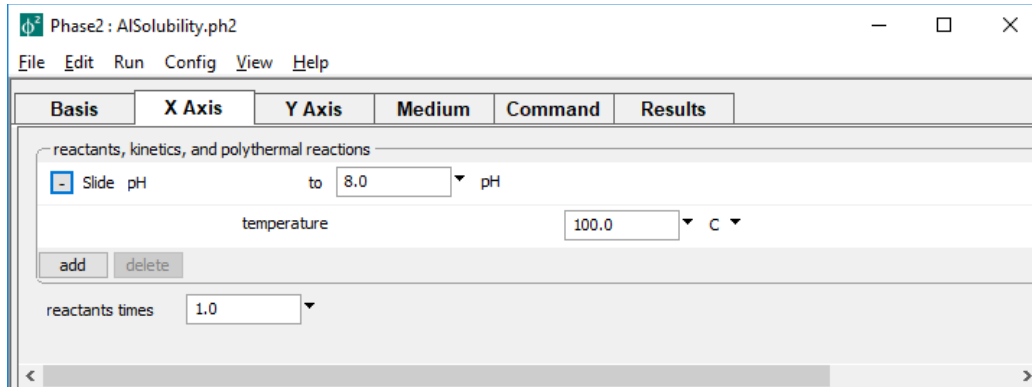 ɸ² Phase2 : AlSolubility.ph2
File Edit Run Config View Help
Basis X Axis Y Axis Medium Command Results
reactants, kinetics, and polythermal reactions
- Slide pH to 8.0 pH
temperature 100.0 C
add delete
reactants times 1.0